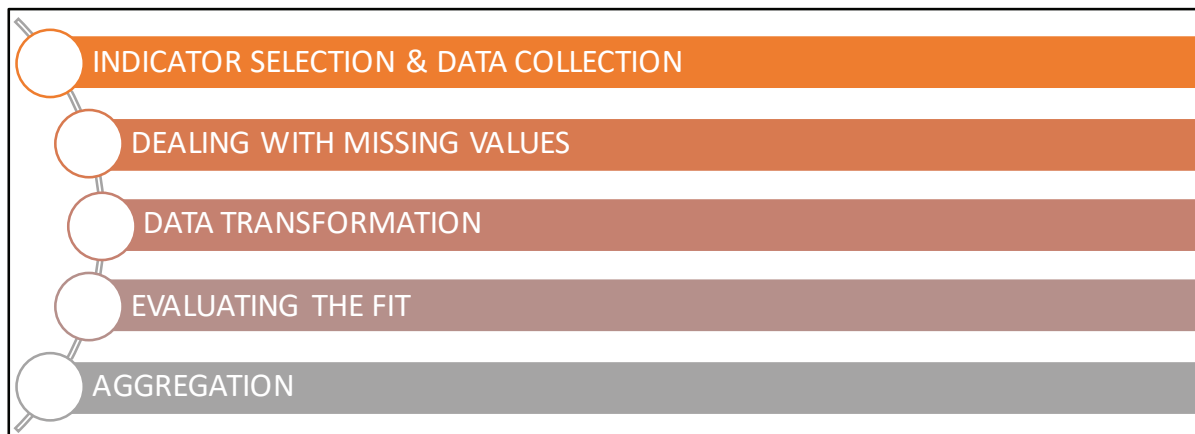 INDICATOR SELECTION & DATA COLLECTION
DEALING WITH MISSING VALUES
DATA TRANSFORMATION
EVALUATING THE FIT
AGGREGATION